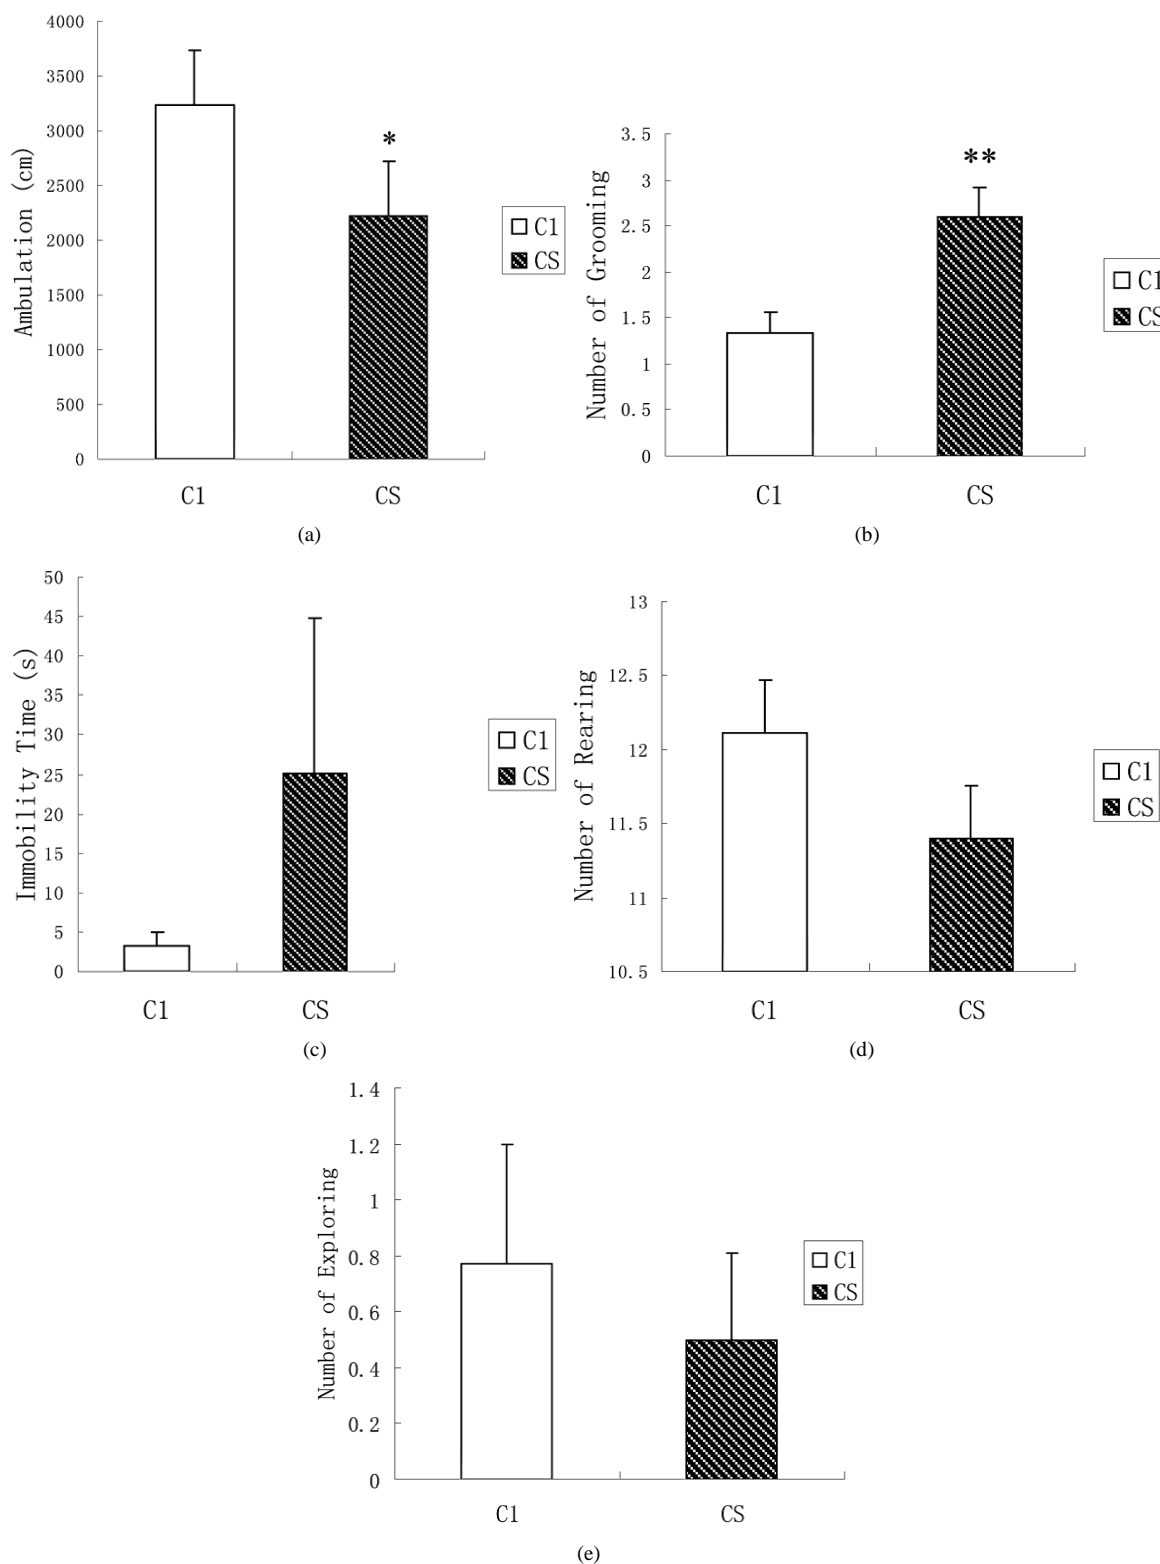 4000
3500
3000
2500
2000
1500
1000
500
0
Ambulation (cm)
*
C1
CS
C1
CS
(a)
3.5
3
2.5
2
1.5
1
0.5
0
Number of Grooming
**
C1
CS
C1
CS
(b)
50
45
40
35
30
25
20
15
10
5
0
Immobility Time (s)
C1
CS
C1
CS
(c)
13
12.5
12
11.5
11
10.5
Number of Rearing
C1
CS
C1
CS
(d)
1.4
1.2
1
0.8
0.6
0.4
0.2
0
Number of Exploring
C1
CS
C1
CS
(e)